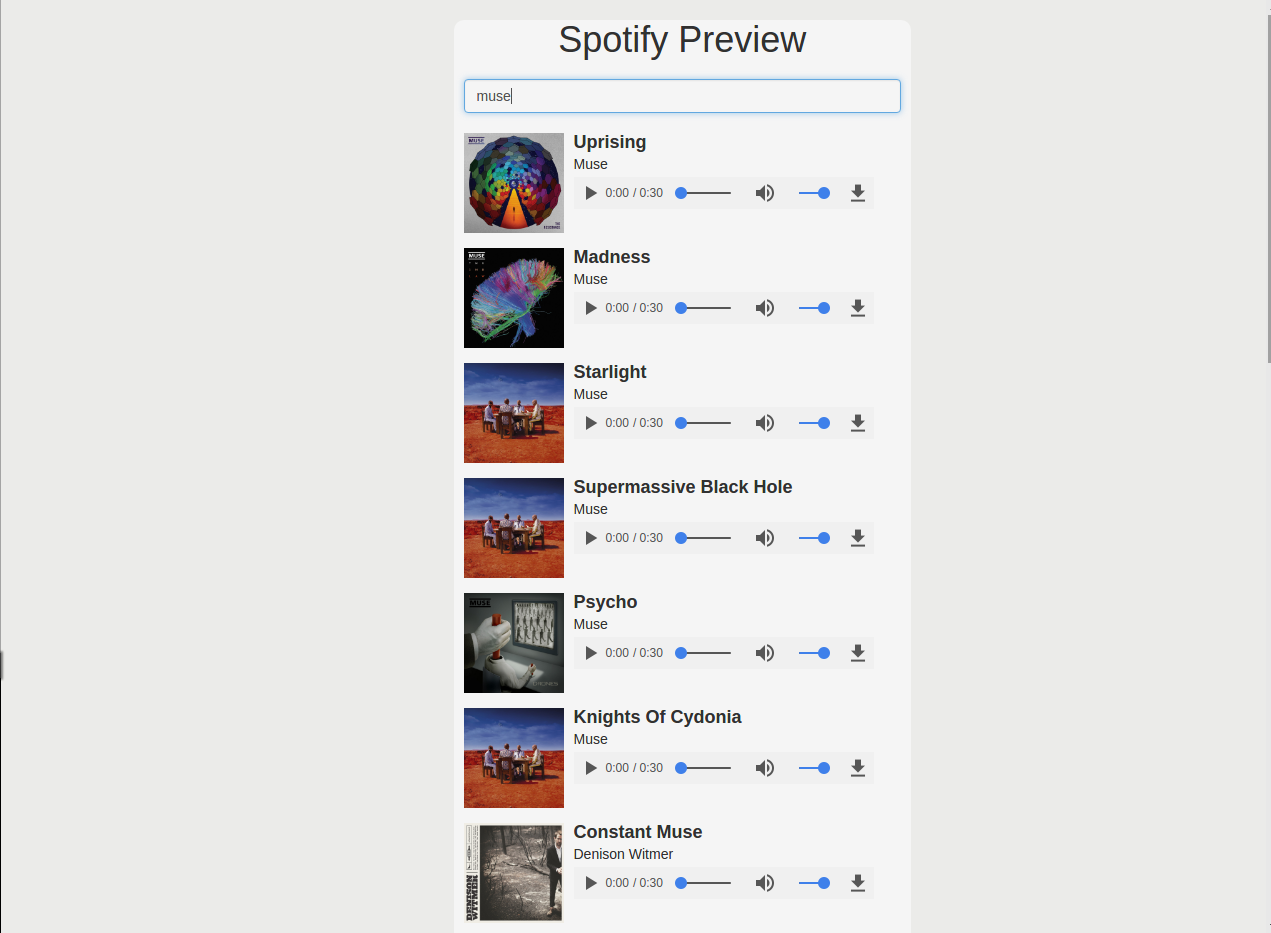 Spotify Preview
muse
MUSE
Uprising
Muse
0:00 / 0:30
MUSE
Madness
Muse
0:00 / 0:30
Starlight
Muse
0:00 / 0:30
Supermassive Black Hole
Muse
0:00 / 0:30
MUSE
Psycho
Muse
0:00 / 0:30
DRONES
Knights Of Cydonia
Muse
0:00 / 0:30
DENISON
WITMER
Constant Muse
Denison Witmer
0:00 / 0:30